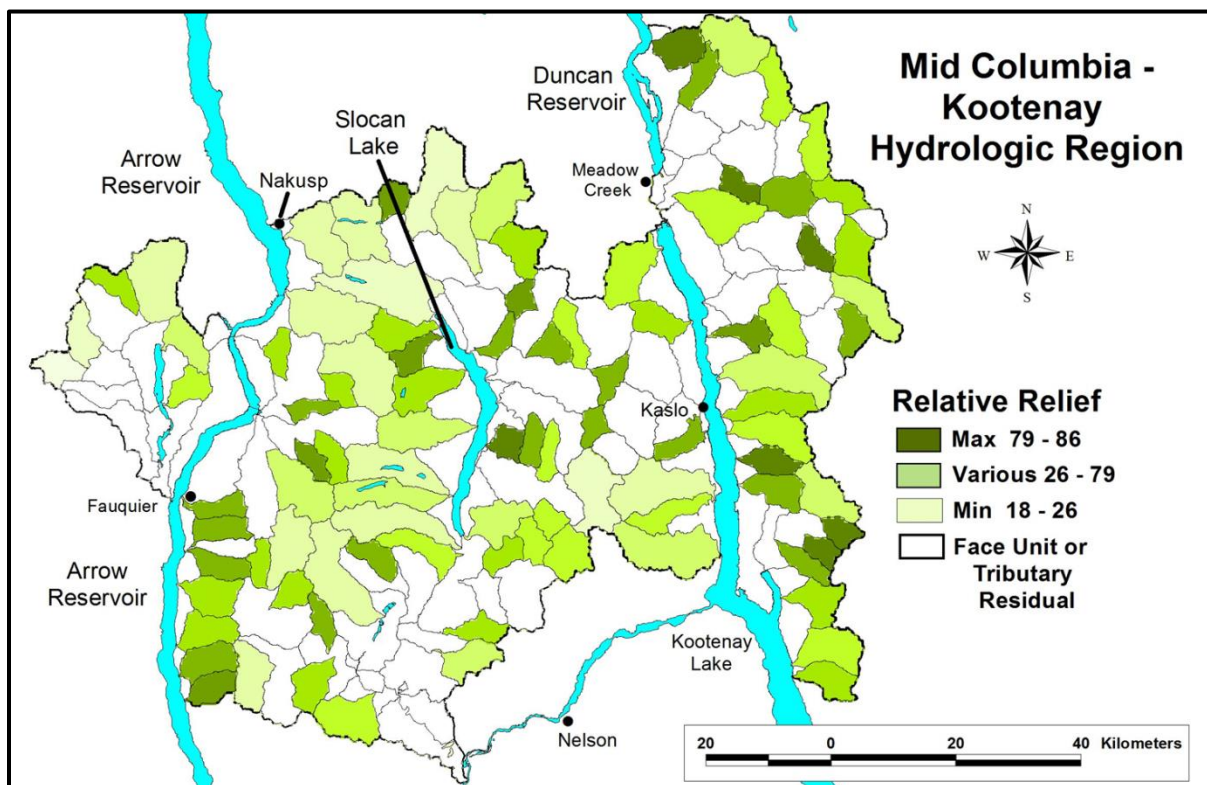 Mid Columbia -
Kootenay
Hydrologic Region
Duncan
Reservoir
Slocan
Lake
Arrow
Reservoir
Nakusp
Meadow
Creek
N
W
E
S
Kaslo
Fauquier
Arrow
Reservoir
Kootenay
Lake
Nelson
Relative Relief
Max 79 - 86
Various 26 - 79
Min 18 - 26
Face Unit or
Tributary
Residual
20 0 20 40 Kilometers